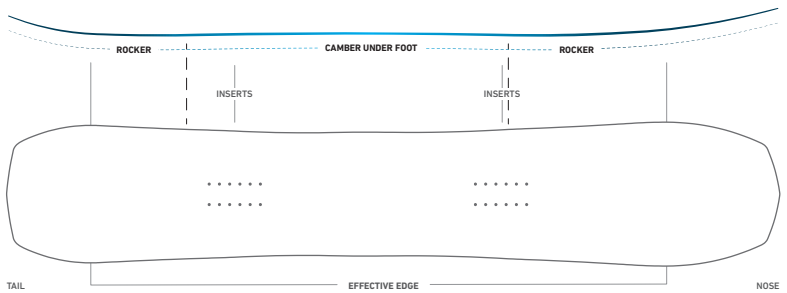 ROCKER
CAMBER UNDER FOOT
ROCKER
INSERTS
INSERTS
TAIL
EFFECTIVE EDGE
NOSE